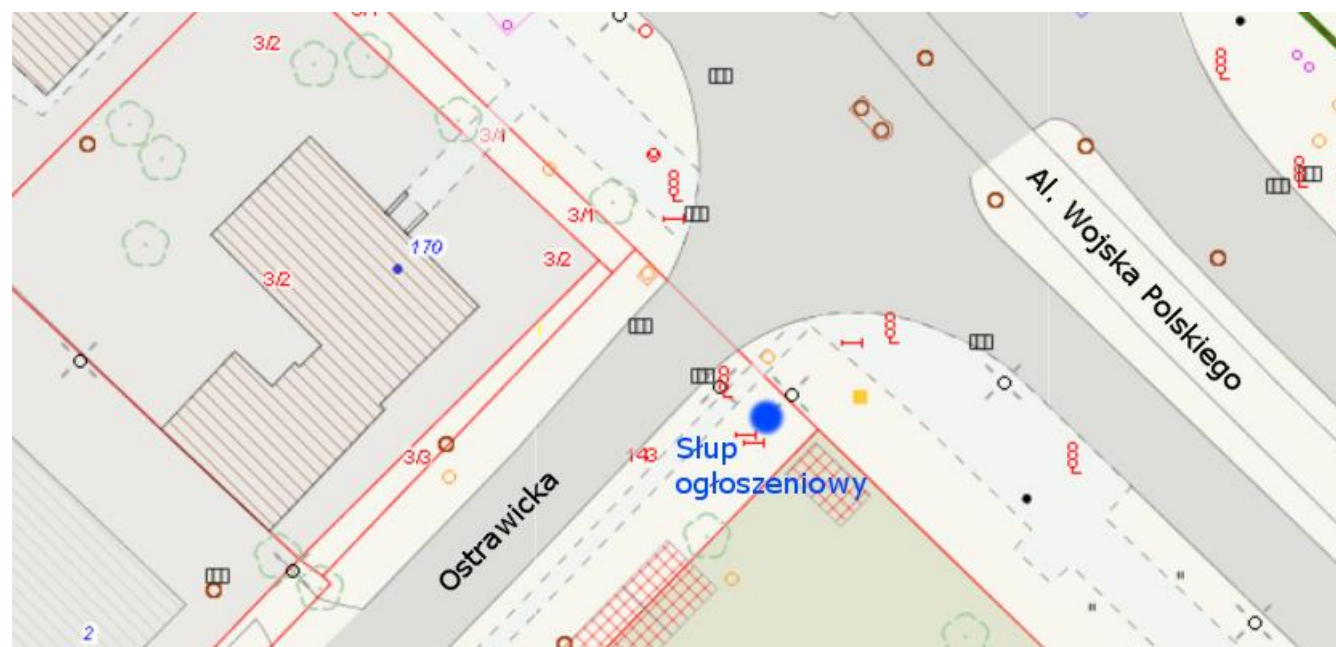 3/2
3/1
3/1
170
3/2
3/2
Al. Wojska Polskiego
3/3
143
Słup
ogłoszeniowy
Ostrawicka
2